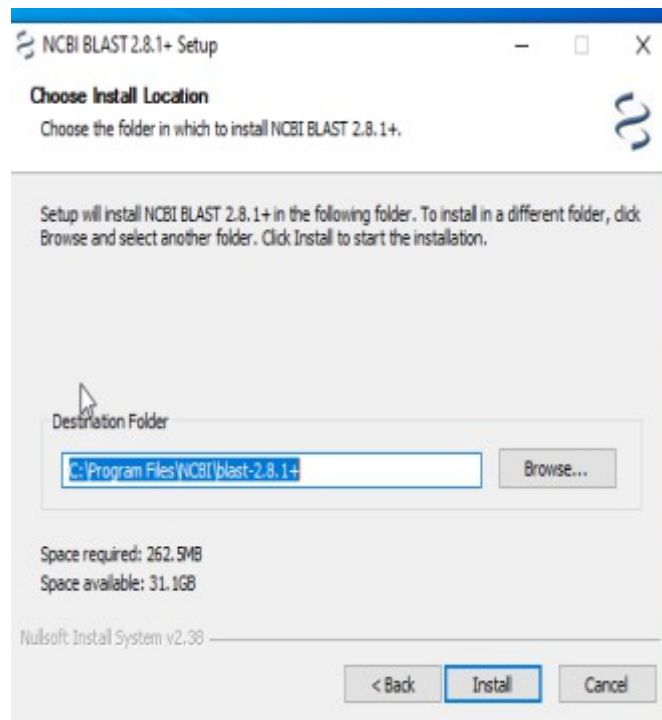 NCBI BLAST 2.8.1+ Setup
Choose Install Location
Choose the folder in which to install NCBI BLAST 2.8.1+.
Setup will install NCBI BLAST 2.8.1+ in the following folder. To install in a different folder, click
Browse and select another folder. Click Install to start the installation.
Destination Folder
C:\Program Files\NCBI\blast-2.8.1+
Browse...
Space required: 262.5MB
Space available: 31.1GB
Nullsoft Install System v2.38
< Back
Install
Cancel